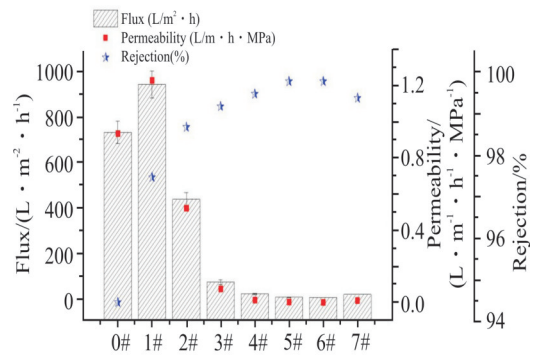 Flux (L/m²・h)
Permeability (L/m・h・MPa)
Rejection(%)
Flux/(L・m⁻²・h⁻¹)
1000
800
600
400
200
0
0# 1# 2# 3# 4# 5# 6# 7#
1.2
0.8
0.4
0.0
Permeability/
(L・m⁻¹・h⁻¹・MPa⁻¹)
100
98
96
94
Rejection/%